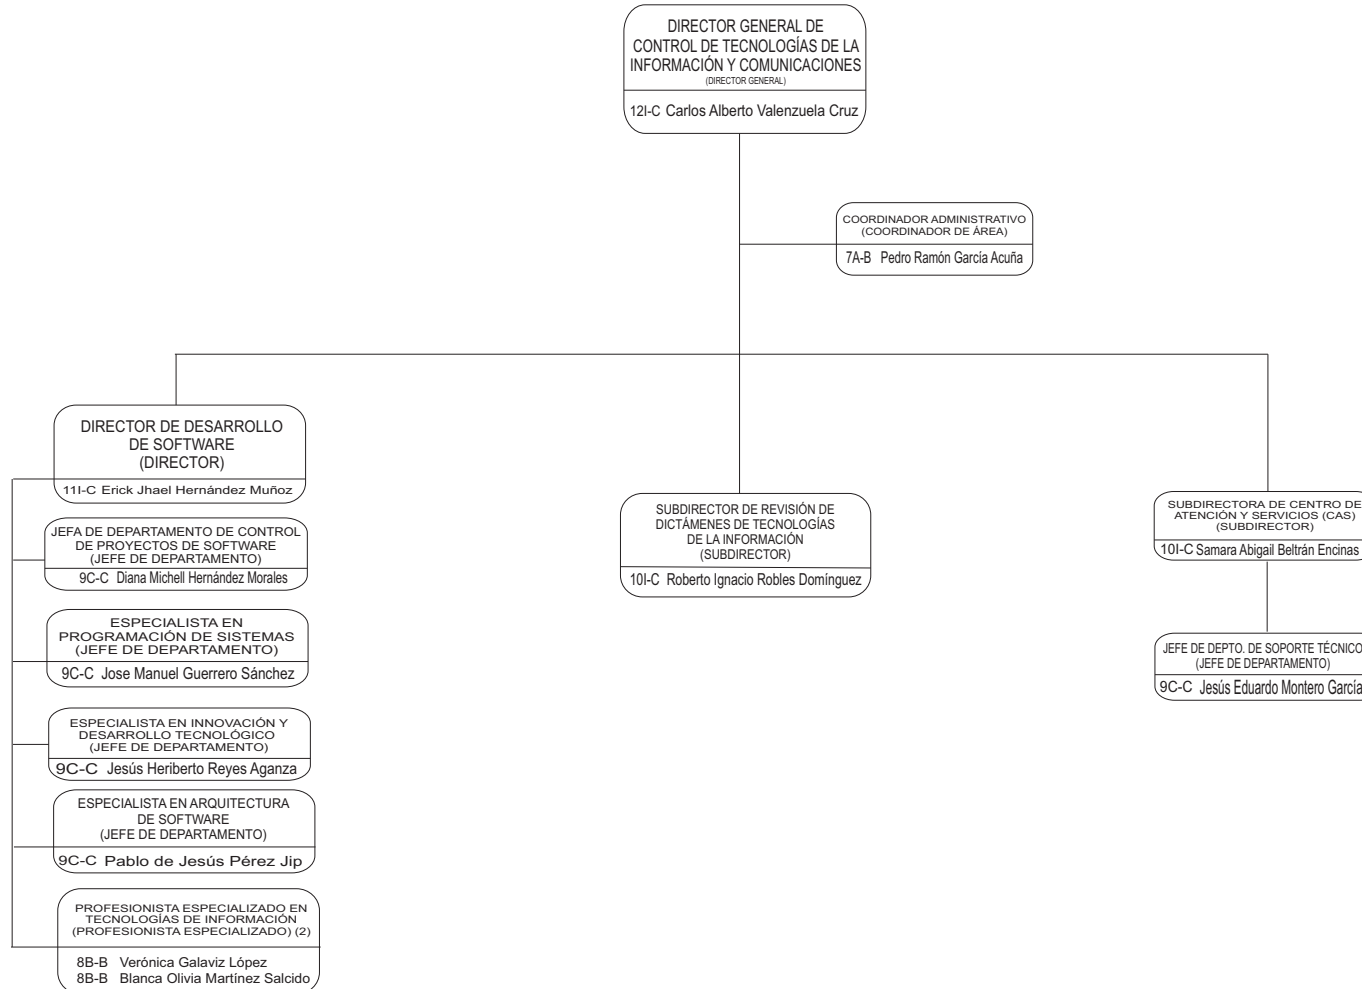 DIRECTOR GENERAL DE
CONTROL DE TECNOLOGÍAS DE LA
INFORMACIÓN Y COMUNICACIONES
(DIRECTOR GENERAL)
12I-C Carlos Alberto Valenzuela Cruz
COORDINADOR ADMINISTRATIVO
(COORDINADOR DE ÁREA)
7A-B Pedro Ramón García Acuña
DIRECTOR DE DESARROLLO
DE SOFTWARE
(DIRECTOR)
11I-C Erick Jhael Hernández Muñoz
JEFA DE DEPARTAMENTO DE CONTROL
DE PROYECTOS DE SOFTWARE
(JEFE DE DEPARTAMENTO)
9C-C Diana Michell Hernández Morales
ESPECIALISTA EN
PROGRAMACIÓN DE SISTEMAS
(JEFE DE DEPARTAMENTO)
9C-C Jose Manuel Guerrero Sánchez
ESPECIALISTA EN INNOVACIÓN Y
DESARROLLO TECNOLÓGICO
(JEFE DE DEPARTAMENTO)
9C-C Jesús Heriberto Reyes Aganza
ESPECIALISTA EN ARQUITECTURA
DE SOFTWARE
(JEFE DE DEPARTAMENTO)
9C-C Pablo de Jesús Pérez Jip
PROFESIONISTA ESPECIALIZADO EN
TECNOLOGÍAS DE INFORMACIÓN
(PROFESIONISTA ESPECIALIZADO) (2)
8B-B Verónica Galaviz López
8B-B Blanca Olivia Martínez Salcido
SUBDIRECTOR DE REVISIÓN DE
DICTÁMENES DE TECNOLOGÍAS
DE LA INFORMACIÓN
(SUBDIRECTOR)
10I-C Roberto Ignacio Robles Domínguez
SUBDIRECTORA DE CENTRO DE
ATENCIÓN Y SERVICIOS (CAS)
(SUBDIRECTOR)
10I-C Samara Abigail Beltrán Encinas
JEFE DE DEPTO. DE SOPORTE TÉCNICO
(JEFE DE DEPARTAMENTO)
9C-C Jesús Eduardo Montero García